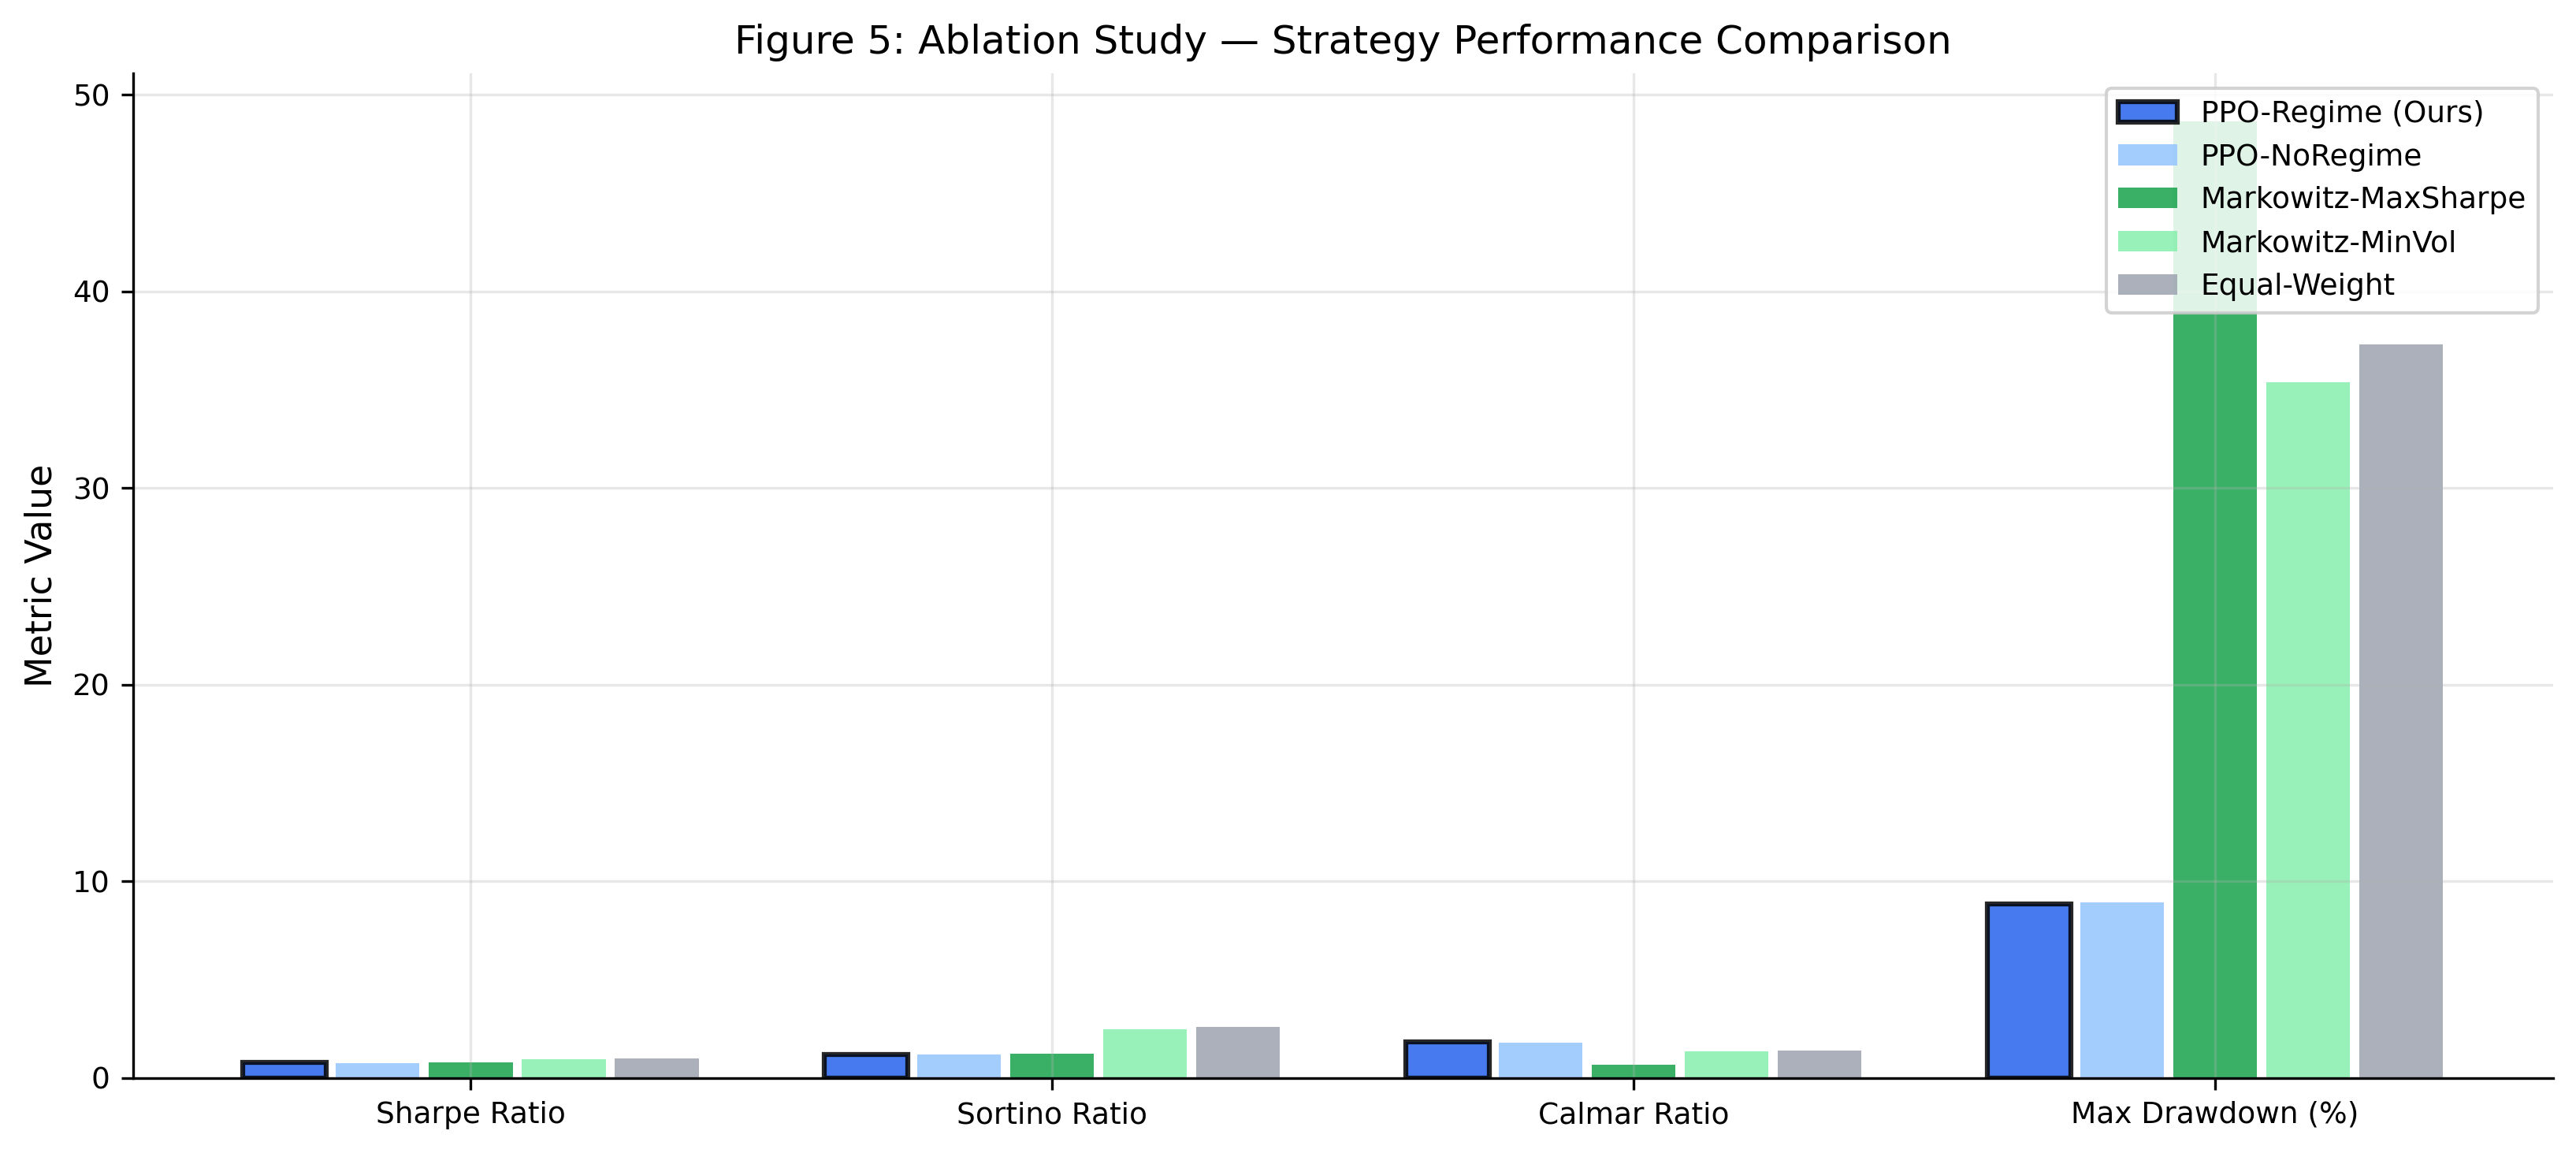 Figure 5: Ablation Study — Strategy Performance Comparison
Metric Value
50
40
30
20
10
0
PPO-Regime (Ours)
PPO-NoRegime
Markowitz-MaxSharpe
Markowitz-MinVol
Equal-Weight
Sharpe Ratio
Sortino Ratio
Calmar Ratio
Max Drawdown (%)